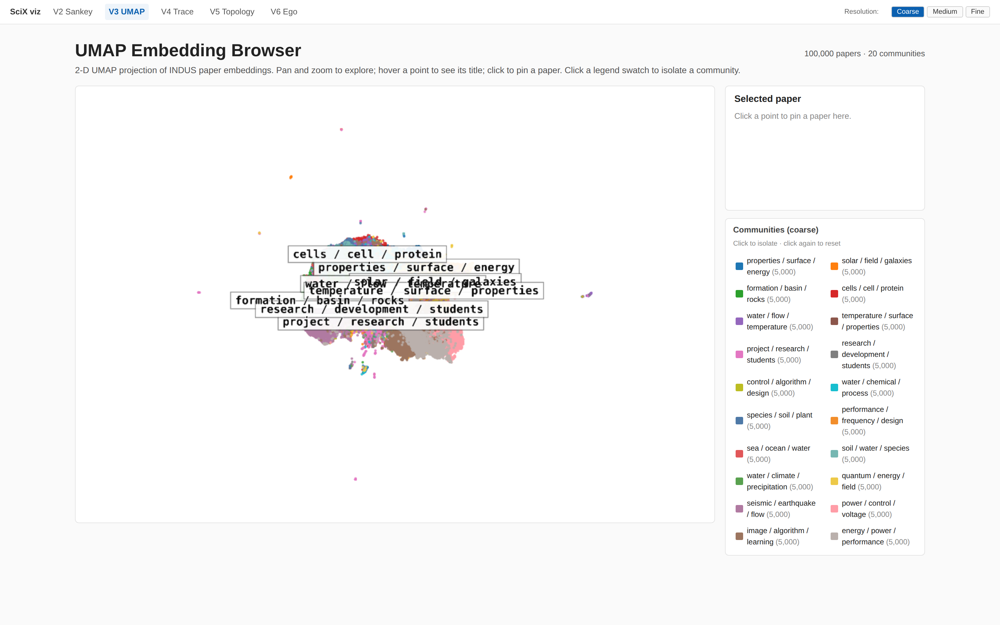 SciX viz V2 Sankey V3 UMAP V4 Trace V5 Topology V6 Ego Resolution: Coarse Medium Fine
UMAP Embedding Browser
100,000 papers · 20 communities
2-D UMAP projection of INDUS paper embeddings. Pan and zoom to explore; hover a point to see its title; click to pin a paper. Click a legend swatch to isolate a community.
cells / cell / protein
properties / surface / energy
solar / field / galaxies
water / flow / temperature
temperature / surface / properties
formation / basin / rocks
research / development / students
project / research / students
Selected paper
Click a point to pin a paper here.
Communities (coarse)
Click to isolate · click again to reset
properties / surface /
energy (5,000)
solar / field / galaxies
(5,000)
formation / basin /
rocks (5,000)
cells / cell / protein
(5,000)
water / flow /
temperature (5,000)
temperature / surface
/ properties (5,000)
project / research /
students (5,000)
research /
development /
students (5,000)
control / algorithm /
design (5,000)
water / chemical /
process (5,000)
species / soil / plant
(5,000)
performance /
frequency / design
(5,000)
sea / ocean / water
(5,000)
soil / water / species
(5,000)
water / climate /
precipitation (5,000)
quantum / energy /
field (5,000)
seismic / earthquake
/ flow (5,000)
power / control /
voltage (5,000)
image / algorithm /
learning (5,000)
energy / power /
performance (5,000)